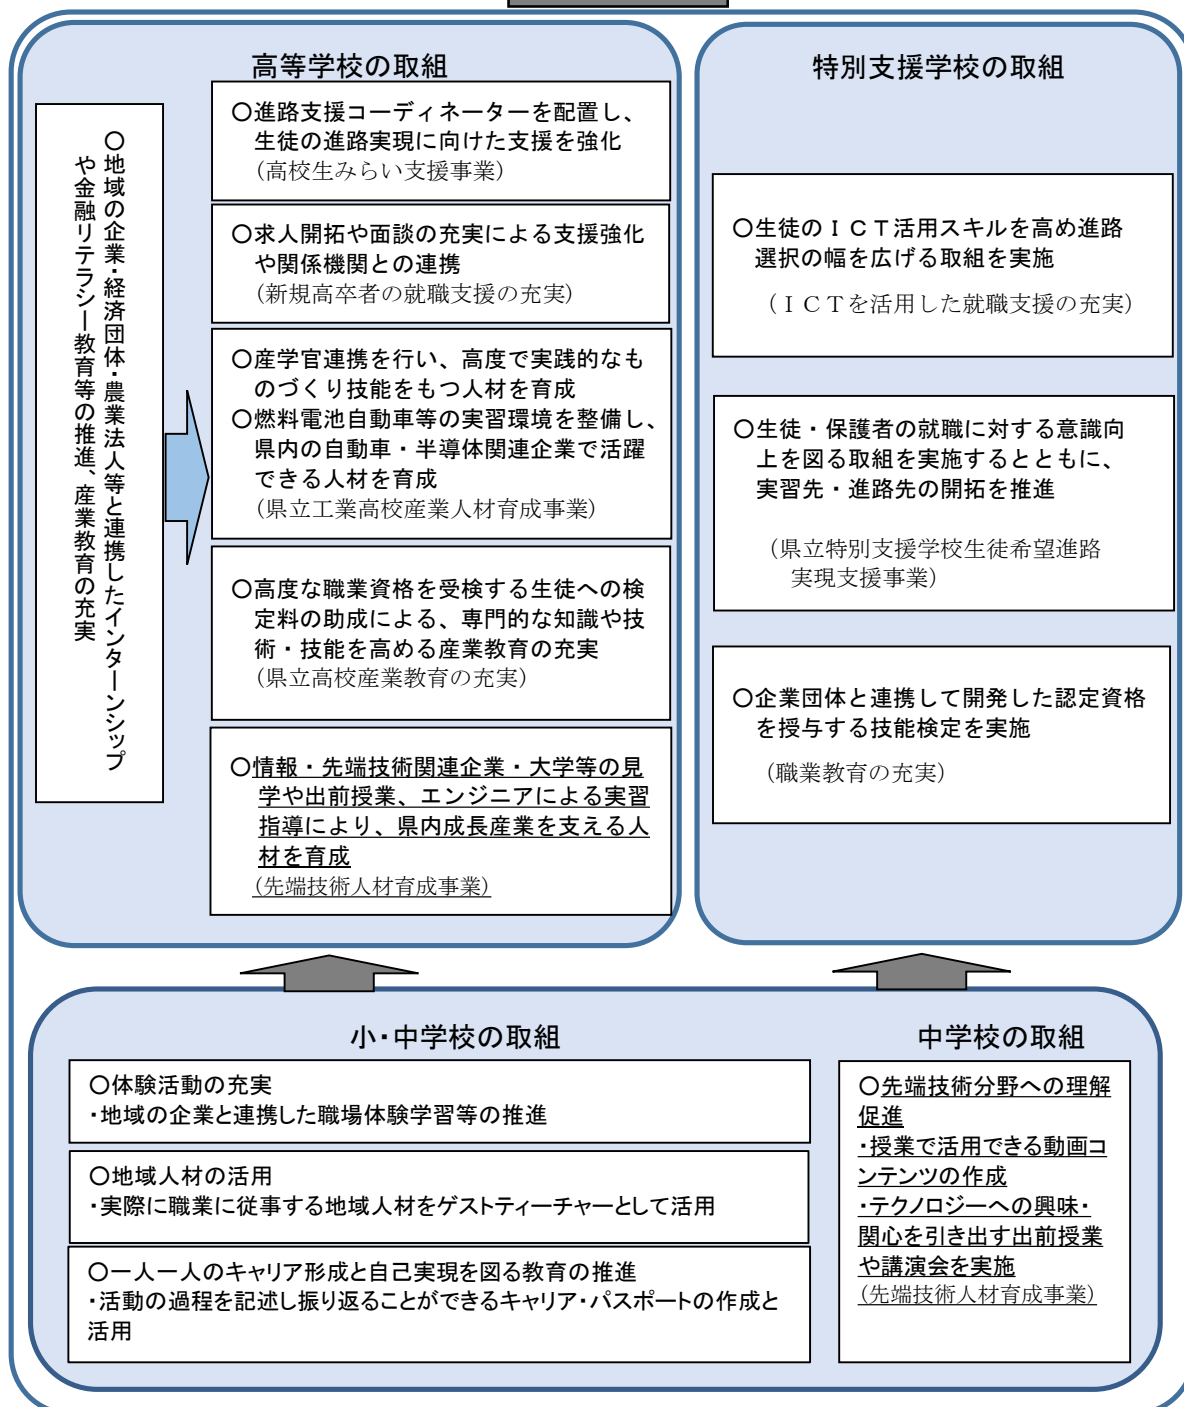 高等学校の取組
○地域の企業・経済団体・農業法人等と連携したインターンシップ
や金融リテラシー教育等の推進、産業教育の充実
○進路支援コーディネーターを配置し、
生徒の進路実現に向けた支援を強化
（高校生みらい支援事業）
○求人開拓や面談の充実による支援強化
や関係機関との連携
（新規高卒者の就職支援の充実）
○産学官連携を行い、高度で実践的なも
のづくり技能をもつ人材を育成
○燃料電池自動車等の実習環境を整備し、
県内の自動車・半導体関連企業で活躍
できる人材を育成
（県立工業高校産業人材育成事業）
○高度な職業資格を受検する生徒への検
定料の助成による、専門的な知識や技
術・技能を高める産業教育の充実
（県立高校産業教育の充実）
○情報・先端技術関連企業・大学等の見
学や出前授業、エンジニアによる実習
指導により、県内成長産業を支える人
材を育成
（先端技術人材育成事業）
特別支援学校の取組
○生徒のＩＣＴ活用スキルを高め進路
選択の幅を広げる取組を実施
（ＩＣＴを活用した就職支援の充実）
○生徒・保護者の就職に対する意識向
上を図る取組を実施するとともに、
実習先・進路先の開拓を推進
（県立特別支援学校生徒希望進路
実現支援事業）
○企業団体と連携して開発した認定資格
を授与する技能検定を実施
（職業教育の充実）
小・中学校の取組
○体験活動の充実
・地域の企業と連携した職場体験学習等の推進
○地域人材の活用
・実際に職業に従事する地域人材をゲストティーチャーとして活用
○一人一人のキャリア形成と自己実現を図る教育の推進
・活動の過程を記述し振り返ることができるキャリア・パスポートの作成と
活用
中学校の取組
○先端技術分野への理解
促進
・授業で活用できる動画コ
ンテンツの作成
・テクノロジーへの興味・
関心を引き出す出前授業
や講演会を実施
（先端技術人材育成事業）